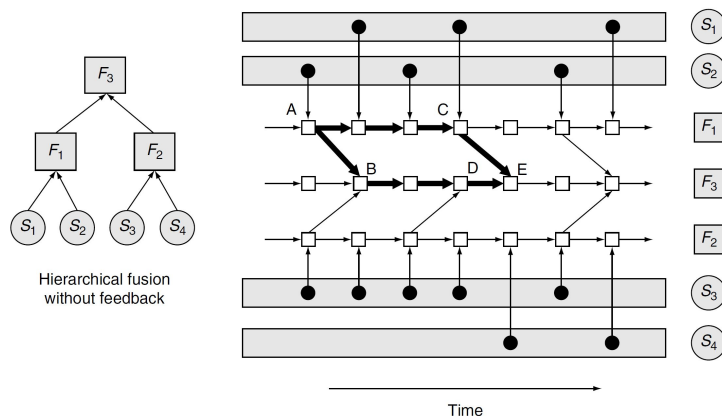 F3
F1
F2
S1
S2
S3
S4
Hierarchical fusion
without feedback
A
C
B
D
E
S1
S2
F1
F3
F2
S3
S4
Time